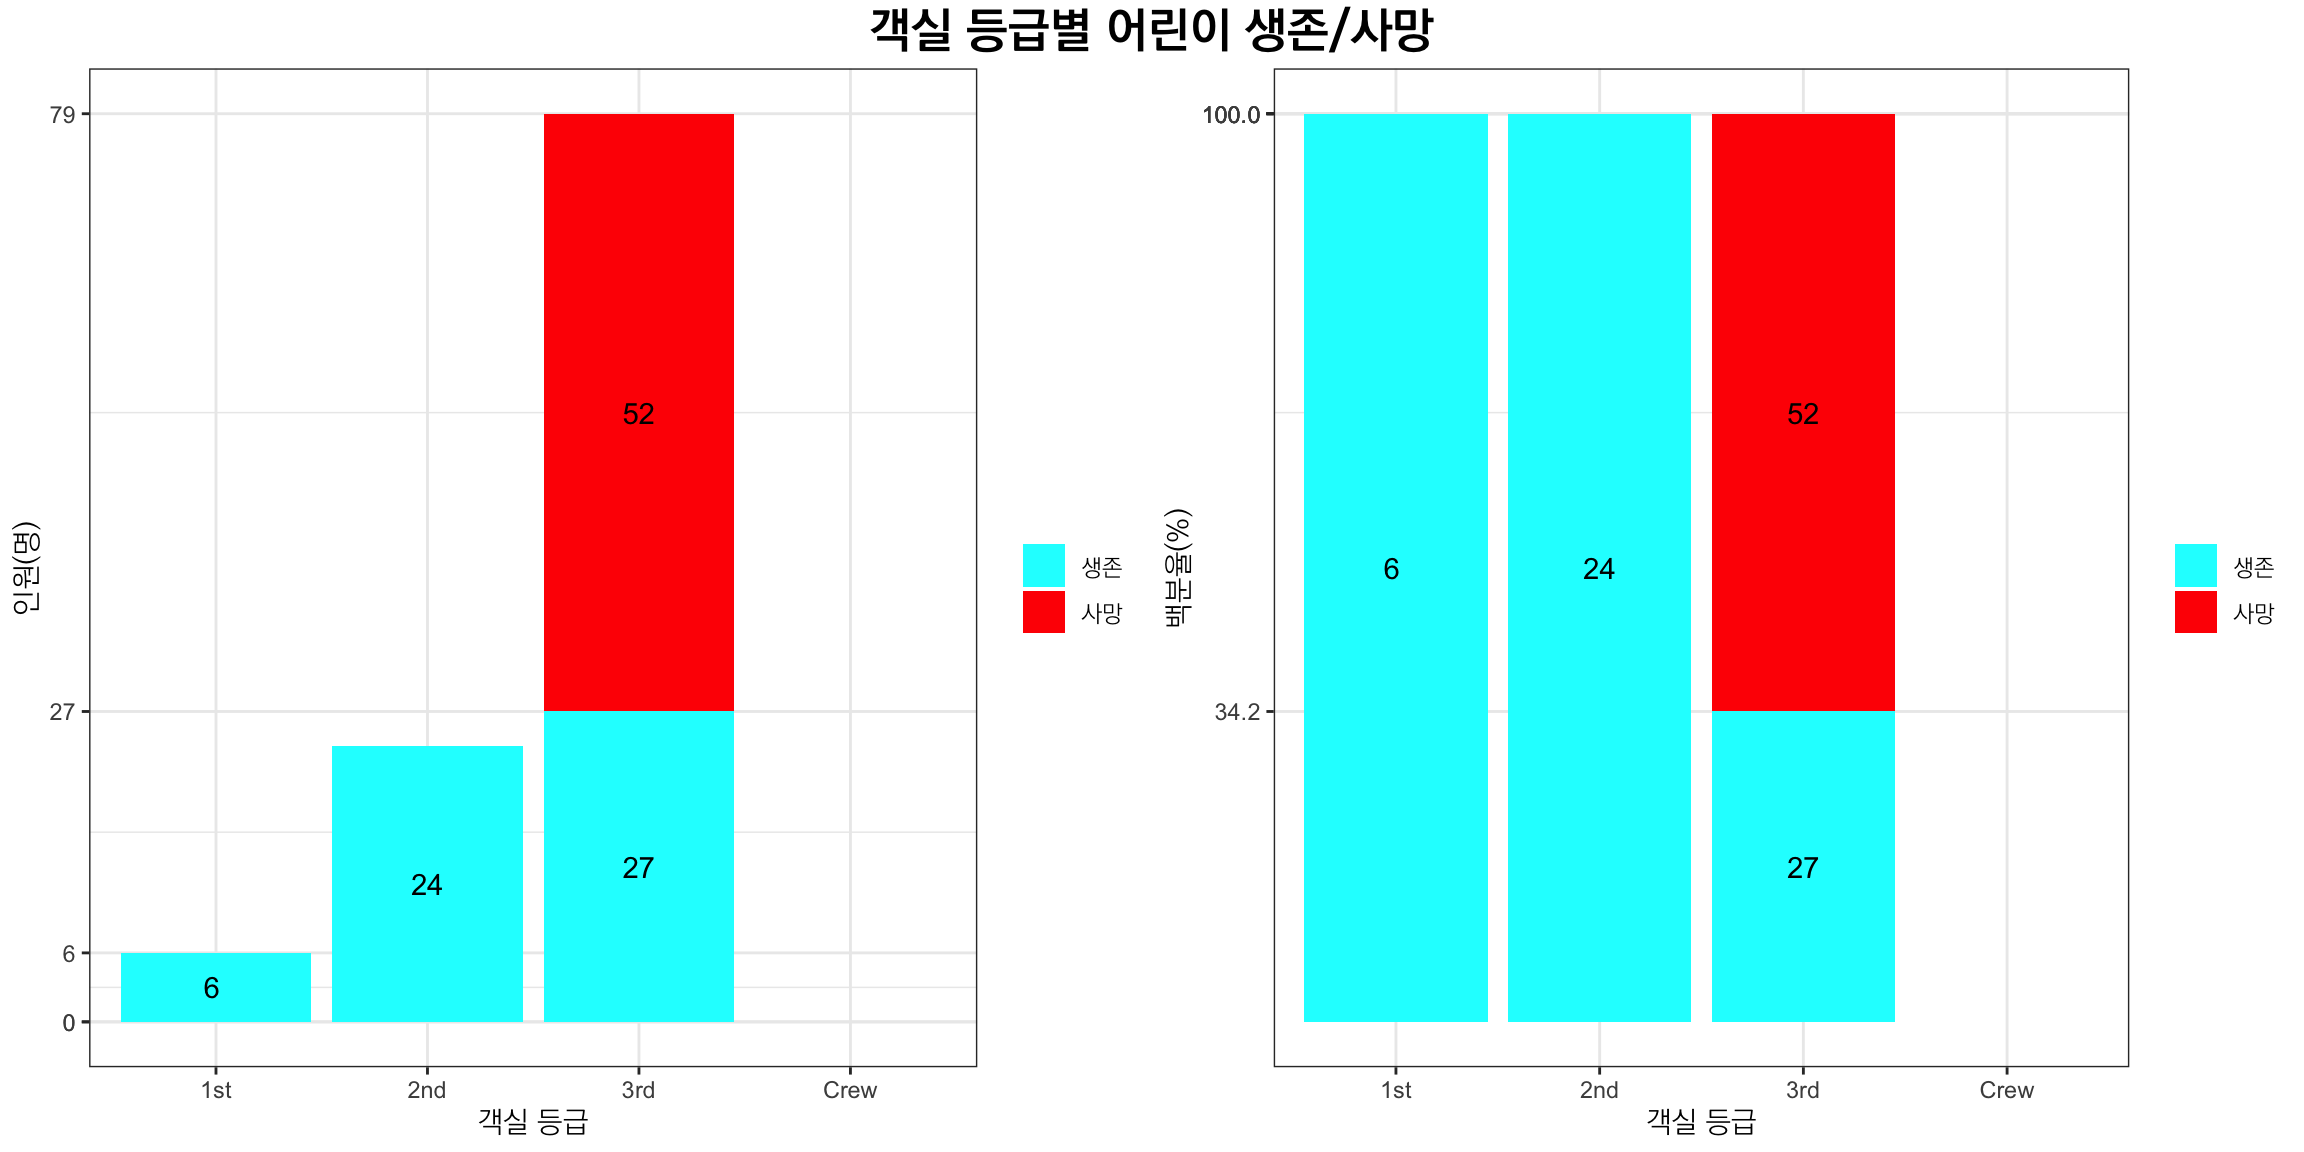 객실 등급별 어린이 생존/사망
인원(명)
79
27
6
0
52
27
24
6
1st 2nd 3rd Crew
객실 등급
생존
사망
백분율(%)
100.0
34.2
6
24
52
27
1st 2nd 3rd Crew
객실 등급
생존
사망